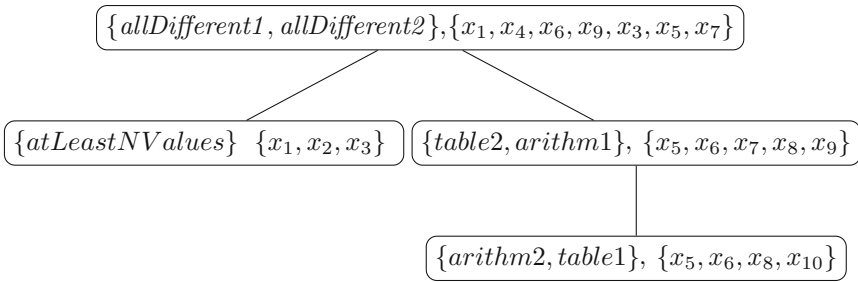 {allDifferent1, allDifferent2},{x₁, x₄, x₆, x₉, x₃, x₅, x₇}
{atLeastNValues} {x₁, x₂, x₃}
{table2, arithm1}, {x₅, x₆, x₇, x₈, x₉}
{arithm2, table1}, {x₅, x₆, x₈, x₁₀}